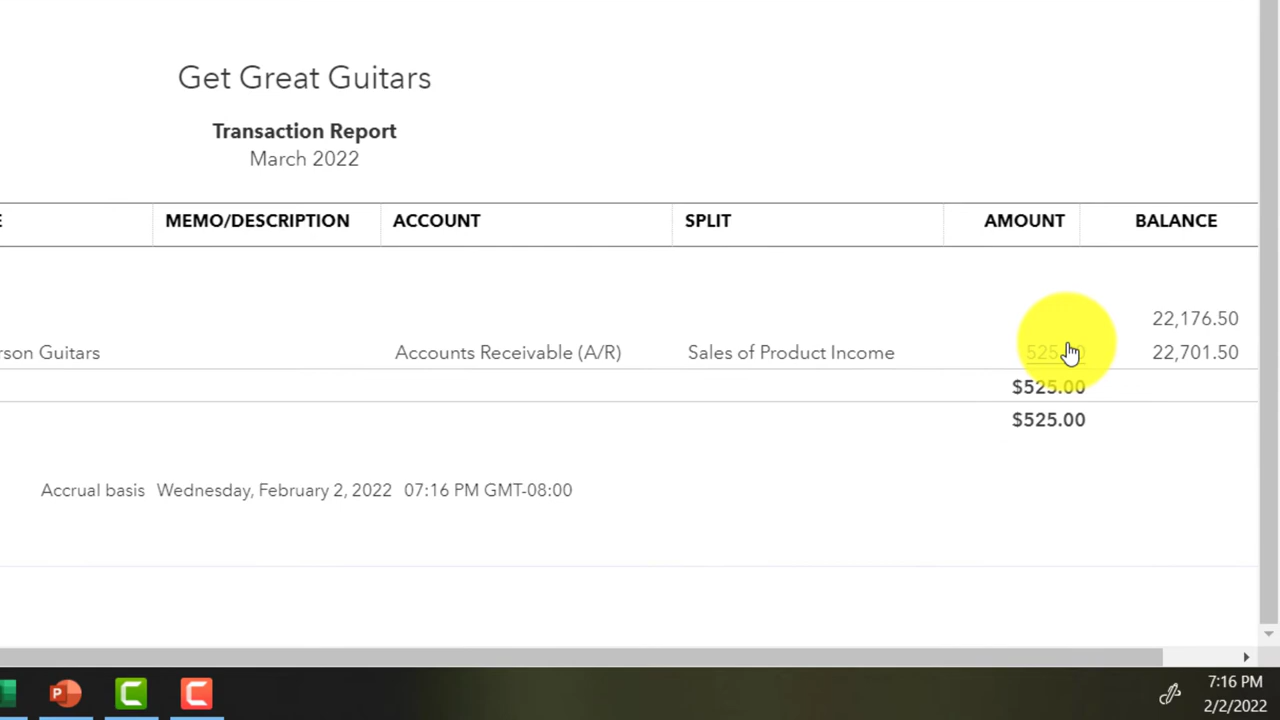 Get Great Guitars
Transaction Report
March 2022
E MEMO/DESCRIPTION ACCOUNT SPLIT AMOUNT BALANCE
22,176.50
rson Guitars Accounts Receivable (A/R) Sales of Product Income 525.00 22,701.50
$525.00
$525.00
Accrual basis Wednesday, February 2, 2022 07:16 PM GMT-08:00
7:16 PM
2/2/2022